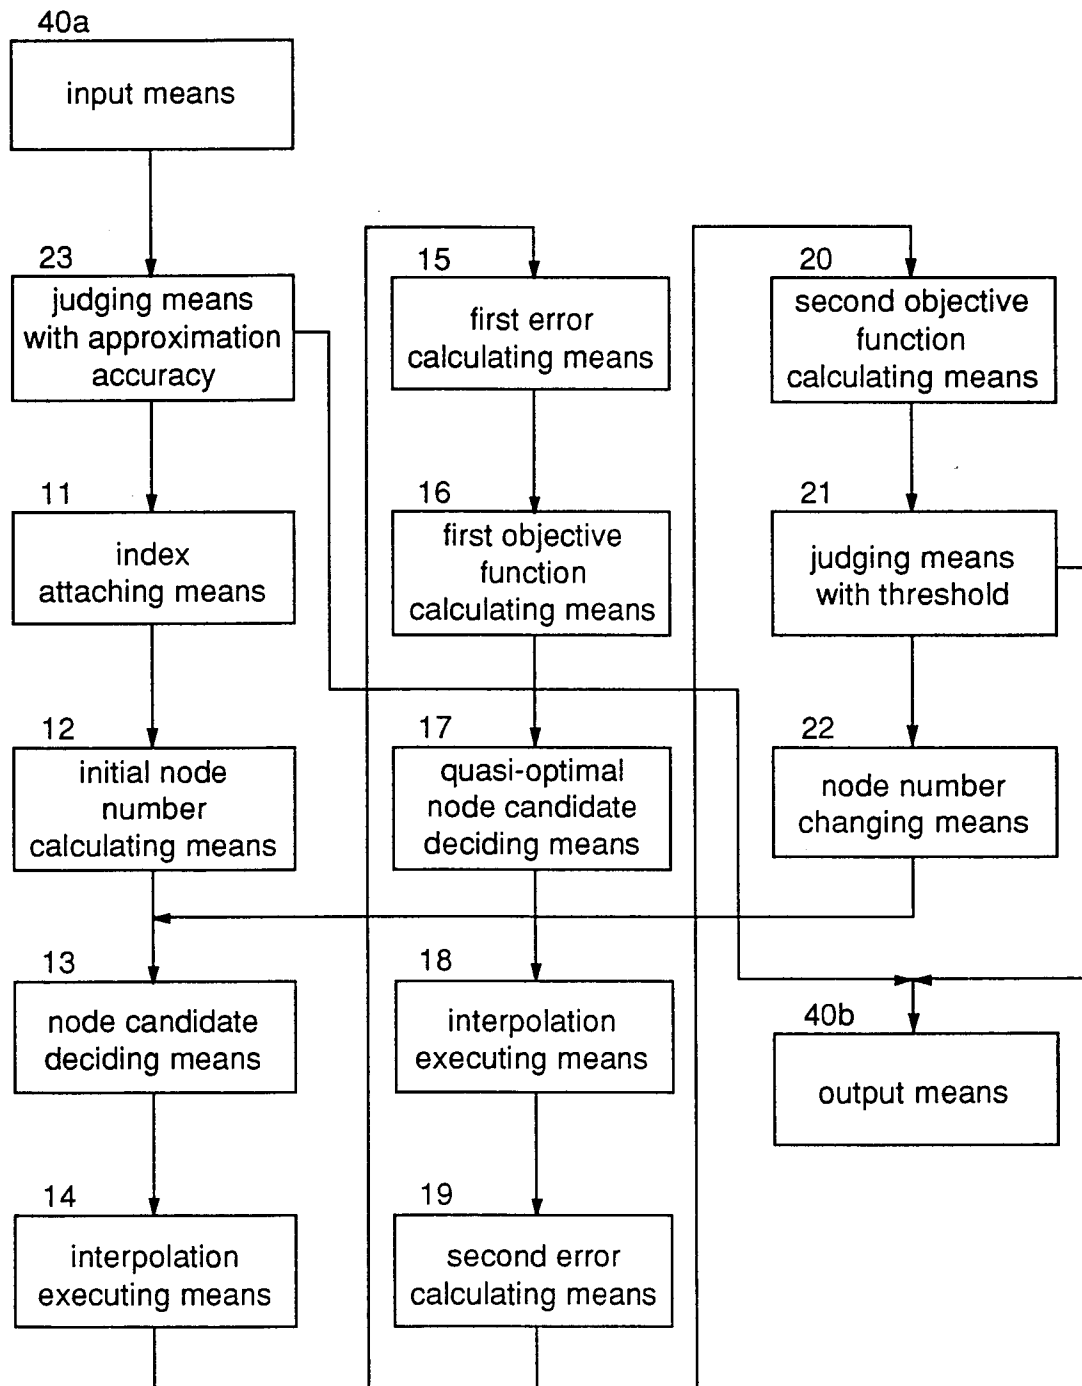 40a
input means
23
judging means
with approximation
accuracy
11
index
attaching means
12
initial node
number
calculating means
13
node candidate
deciding means
14
interpolation
executing means
15
first error
calculating means
16
first objective
function
calculating means
17
quasi-optimal
node candidate
deciding means
18
interpolation
executing means
19
second error
calculating means
20
second objective
function
calculating means
21
judging means
with threshold
22
node number
changing means
40b
output means